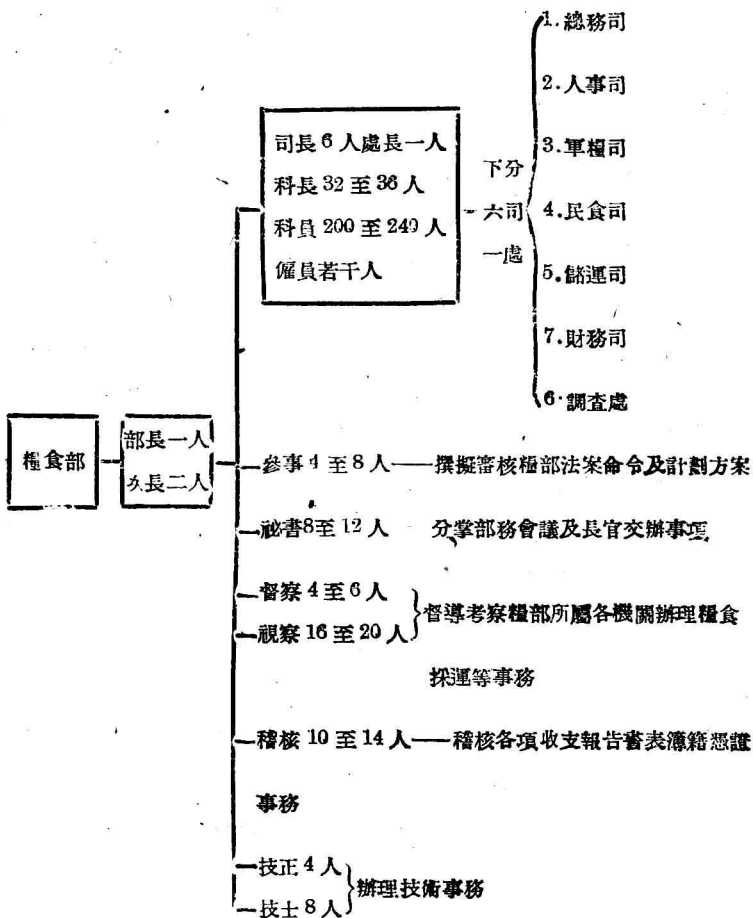 1.總務司
2.人事司
3.軍糧司
4.民食司
5.儲運司
7.財務司
6.調查處
下分
六司
一處
司長6人處長一人
科長32至36人
科員200至240人
僱員若干人
糧食部
部長一人
次長二人
參事4至8人——撰擬審核糧部法案命令及計劃方案
祕書8至12人 分掌部務會議及長官交辦事項
督察4至6人
視察16至20人
督導考察糧部所屬各機關辦理糧食
採運等事務
稽核10至14人——稽核各項收支報告書表簿籍憑證
事務
技正4人
技士8人
辦理技術事務